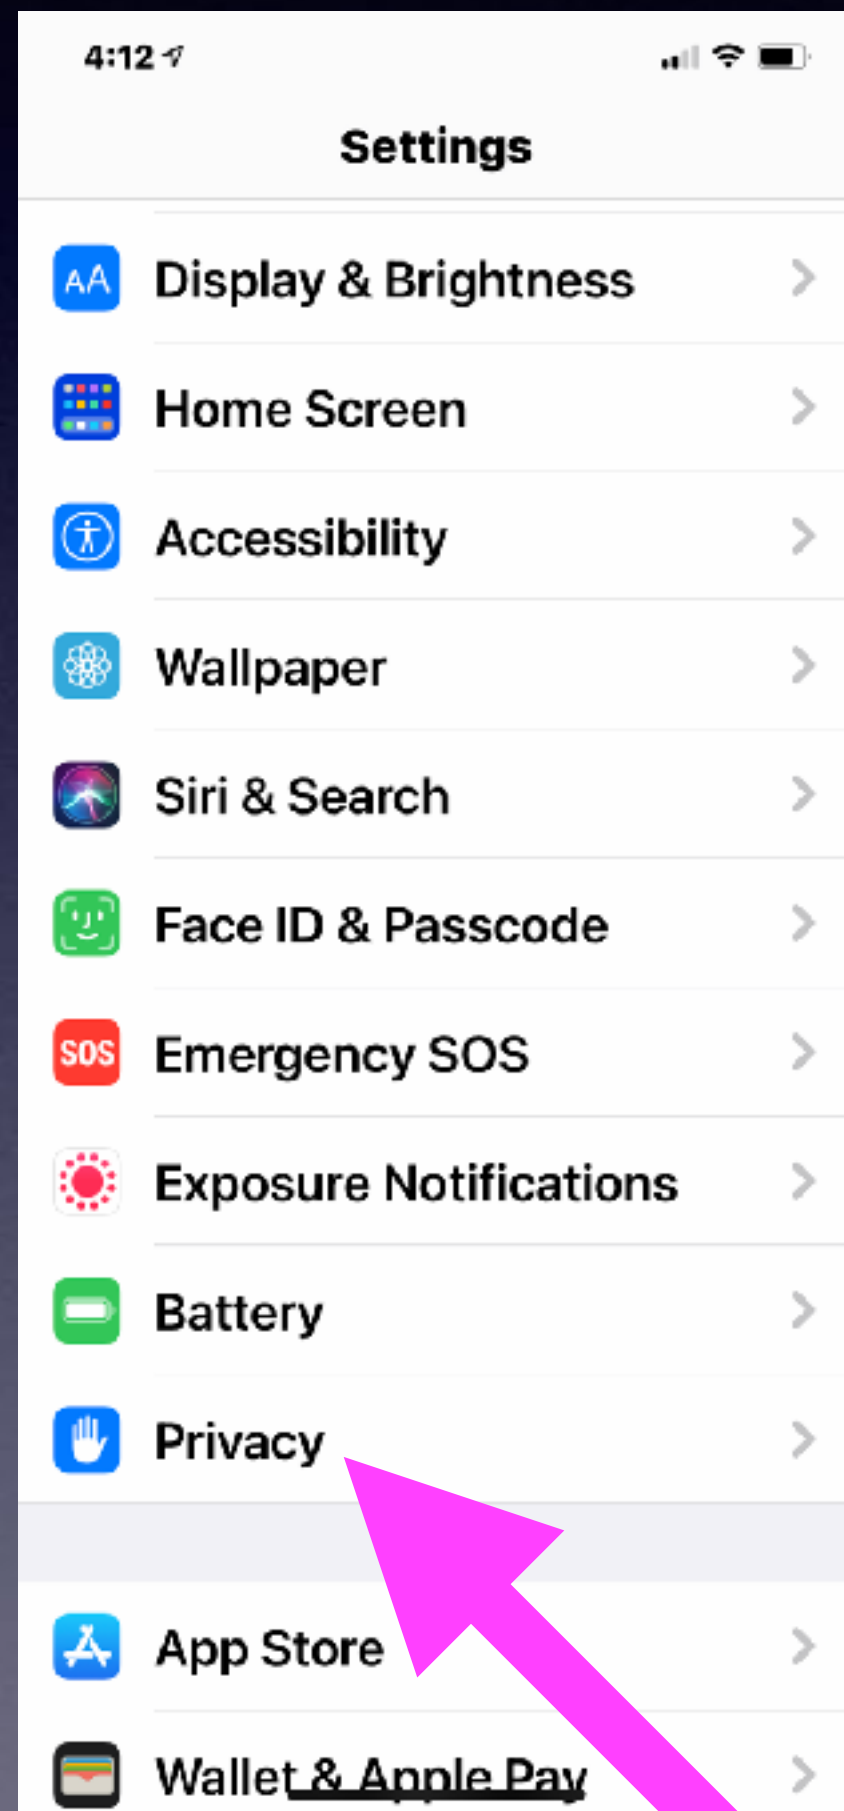 4:12
Settings
AA Display & Brightness
Home Screen
Accessibility
Wallpaper
Siri & Search
Face ID & Passcode
SOS Emergency SOS
Exposure Notifications
Battery
Privacy
App Store
Wallet & Apple Pay